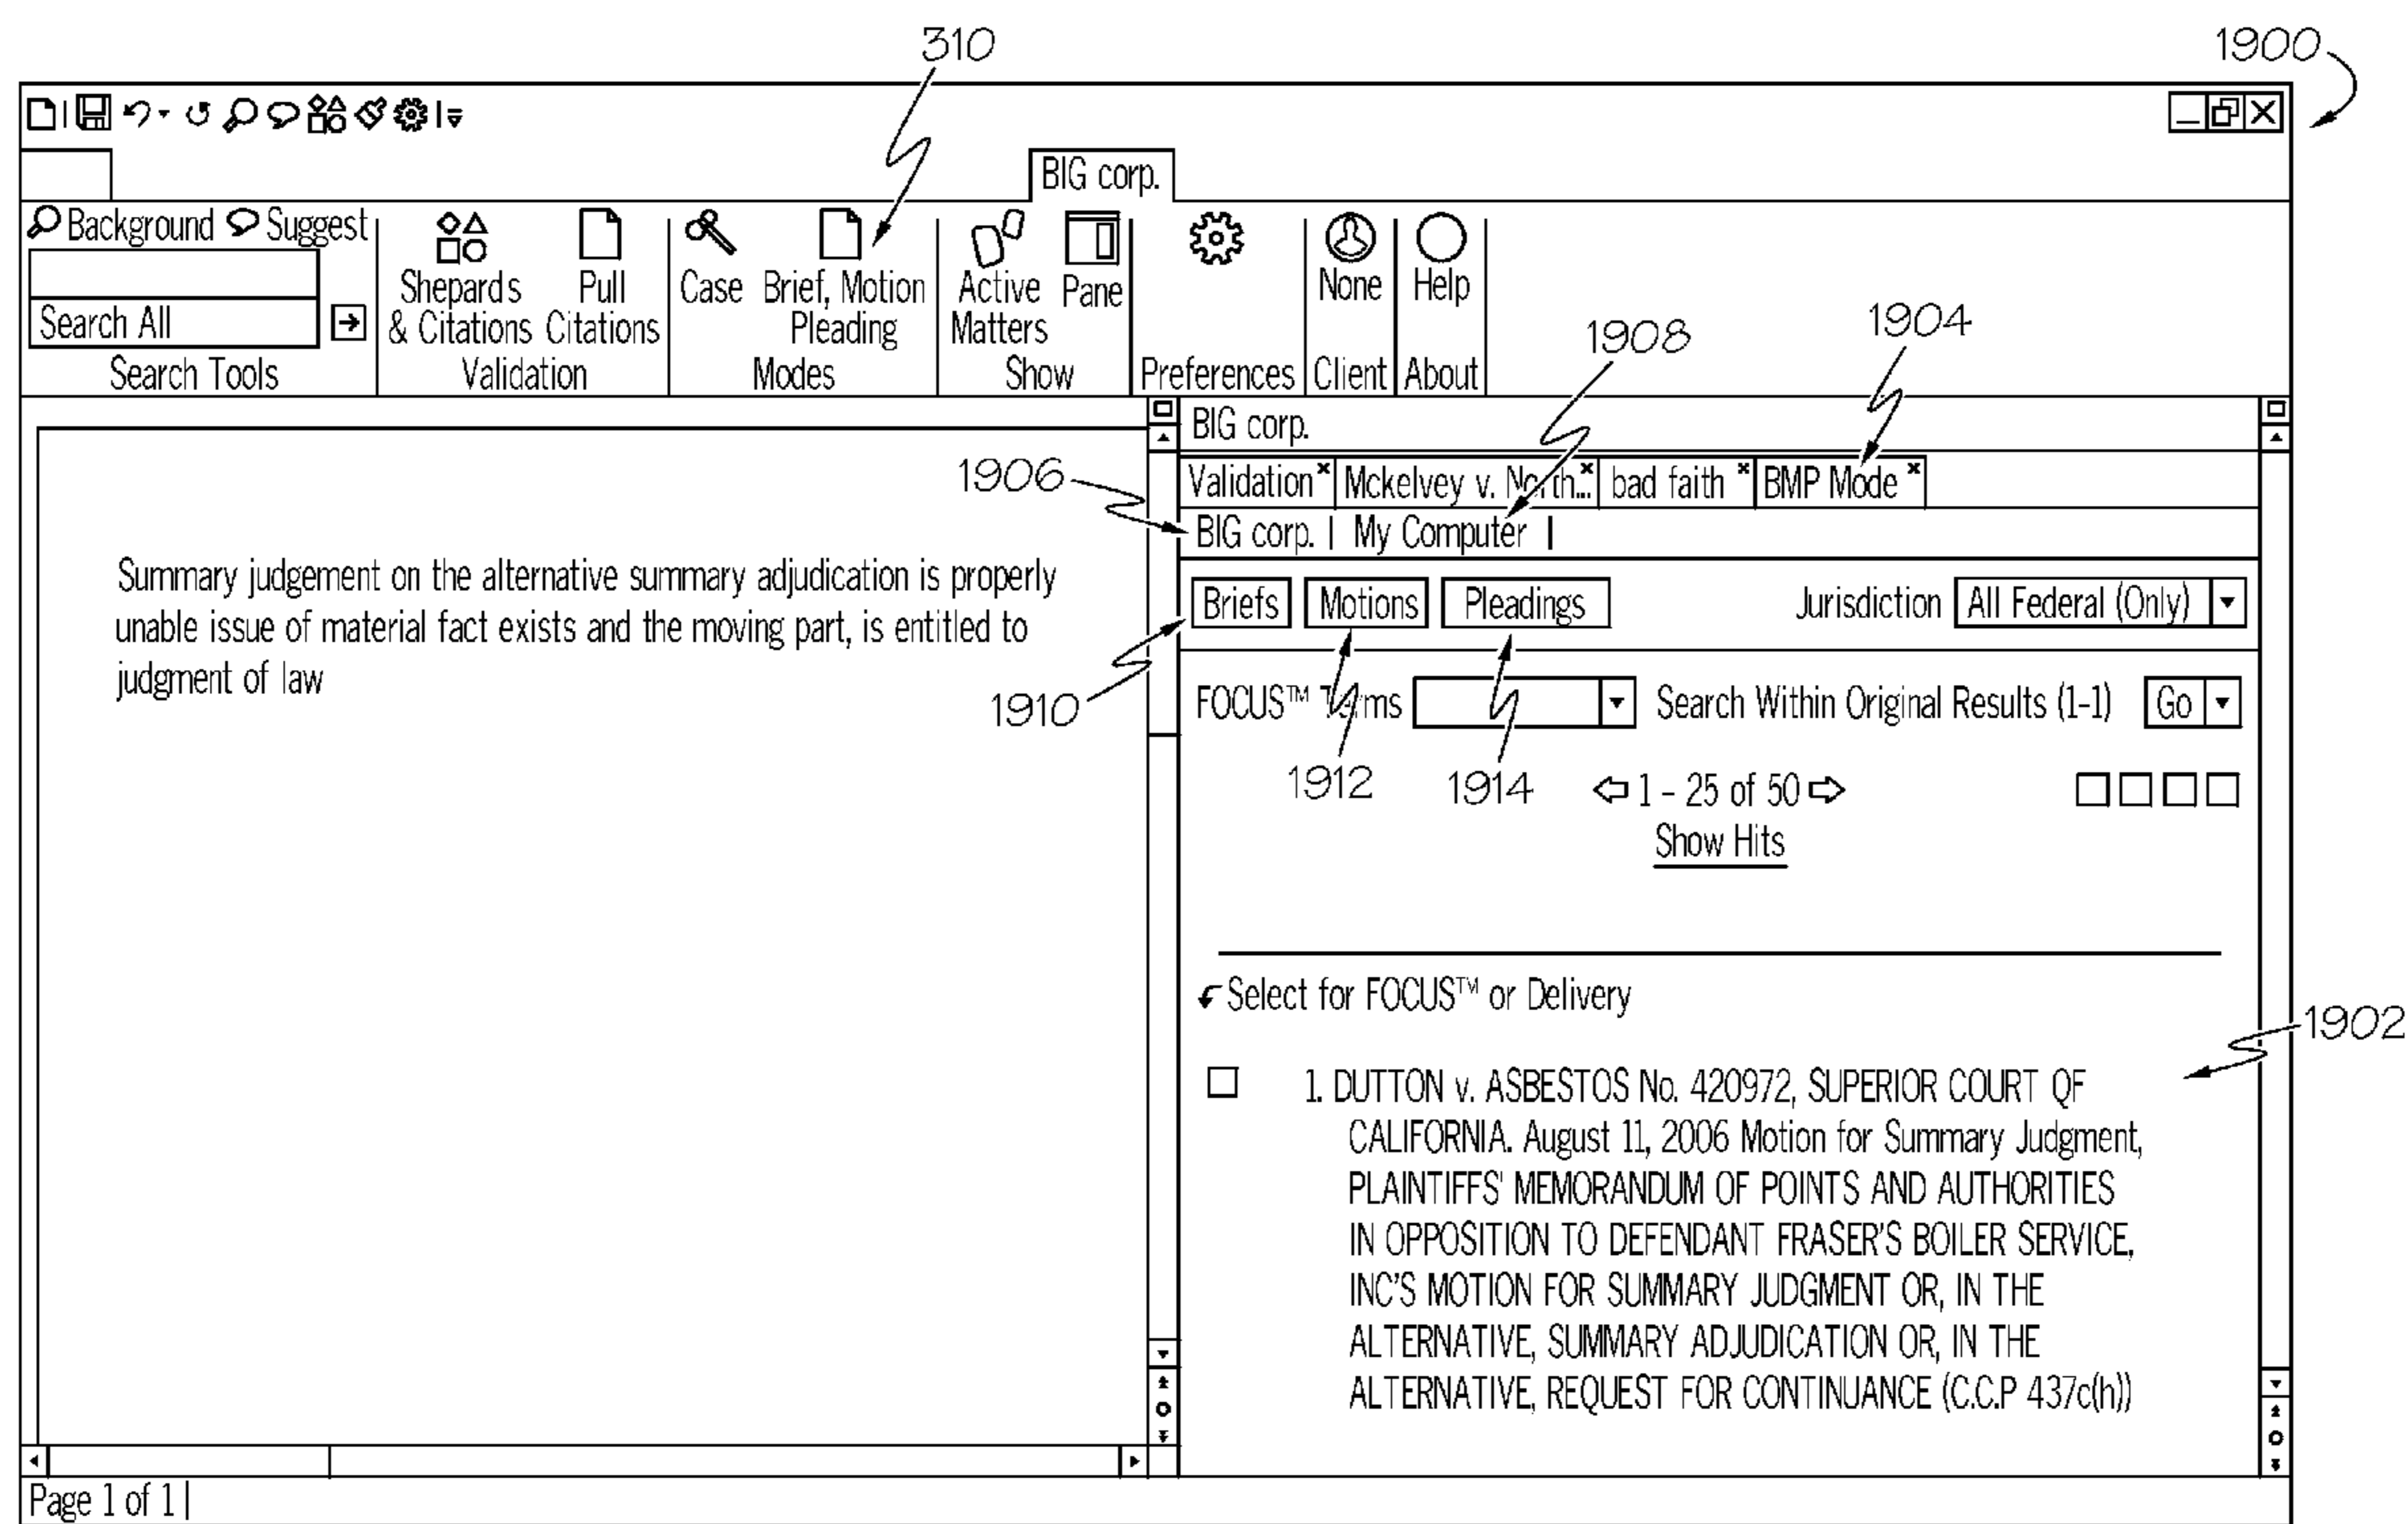 310
1900
BIG corp.
Background Suggest
Search All
Search Tools
Shepards & Citations
Pull Citations
Validation
Case
Brief, Motion Pleading
Modes
Active Matters
Pane
Show
Preferences
None
Client
Help
About
1908
1904
BIG corp.
1906
Validation x Mckelvey v. North... x bad faith x BMP Mode x
BIG corp. | My Computer |
Summary judgement on the alternative summary adjudication is properly
unable issue of material fact exists and the moving part, is entitled to
judgment of law
Briefs Motions Pleadings Jurisdiction All Federal (Only)
1910
FOCUS™ Terms Search Within Original Results (1-1) Go
1912
1914
1 - 25 of 50
Show Hits
Select for FOCUS™ or Delivery
1902
1. DUTTON v. ASBESTOS No. 420972, SUPERIOR COURT QF
CALIFORNIA. August 11, 2006 Motion for Summary Judgment,
PLAINTIFFS' MEMORANDUM OF POINTS AND AUTHORITIES
IN OPPOSITION TO DEFENDANT FRASER'S BOILER SERVICE,
INC'S MOTION FOR SUMMARY JUDGMENT OR, IN THE
ALTERNATIVE, SUMMARY ADJUDICATION OR, IN THE
ALTERNATIVE, REQUEST FOR CONTINUANCE (C.C.P 437c(h))
Page 1 of 1